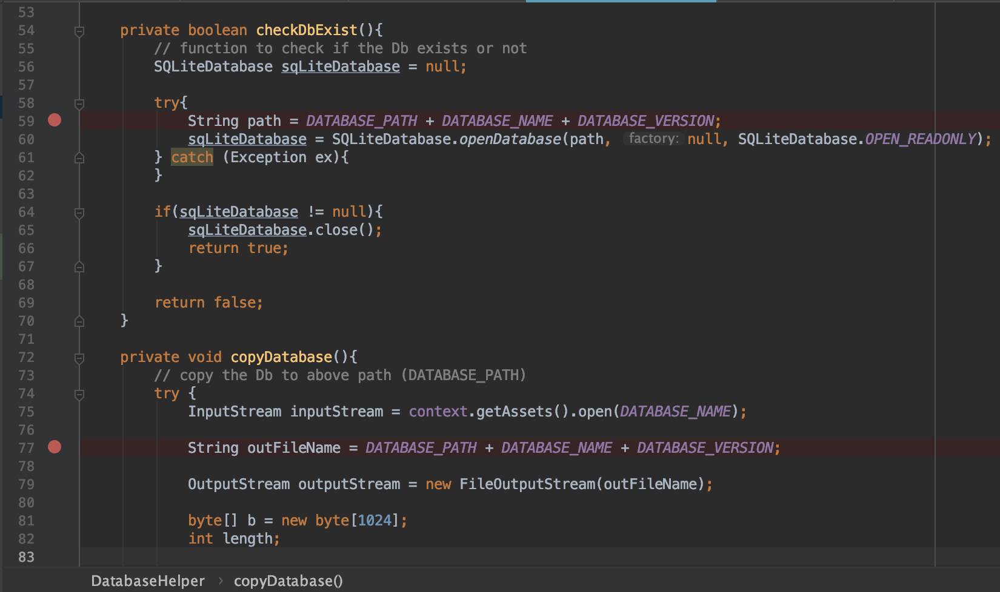 53
54 private boolean checkDbExist(){
55 // function to check if the Db exists or not
56 SQLiteDatabase sqLiteDatabase = null;
57
58 try{
59 String path = DATABASE_PATH + DATABASE_NAME + DATABASE_VERSION;
60 sqLiteDatabase = SQLiteDatabase.openDatabase(path, factory: null, SQLiteDatabase.OPEN_READONLY);
61 } catch (Exception ex){
62 }
63
64 if(sqLiteDatabase != null){
65 sqLiteDatabase.close();
66 return true;
67 }
68
69 return false;
70 }
71
72 private void copyDatabase(){
73 // copy the Db to above path (DATABASE_PATH)
74 try {
75 InputStream inputStream = context.getAssets().open(DATABASE_NAME);
76
77 String outFileName = DATABASE_PATH + DATABASE_NAME + DATABASE_VERSION;
78
79 OutputStream outputStream = new FileOutputStream(outFileName);
80
81 byte[] b = new byte[1024];
82 int length;
83
DatabaseHelper › copyDatabase()